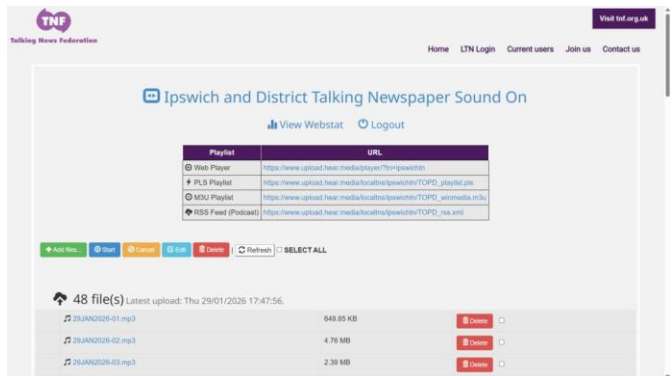 TNF
Visit tnf.org.uk
Talking News Federation
Home LTN Login Current users Join us Contact us
Ipswich and District Talking Newspaper Sound On
View Webstat Logout
Playlist URL
Web Player https://www.upload.hear.media/player/?tn=ipswichtn
PLS Playlist https://www.upload.hear.media/localtns/ipswichtn/TOPD_playlist.pls
M3U Playlist https://www.upload.hear.media/localtns/ipswichtn/TOPD_winmedia.m3u
RSS Feed (Podcast) https://www.upload.hear.media/localtns/ipswichtn/TOPD_rss.xml
Add files... Start Cancel Edit Delete | Refresh SELECT ALL
48 file(s) Latest upload: Thu 29/01/2026 17:47:56.
29JAN2026-01.mp3 649.85 KB Delete
29JAN2026-02.mp3 4.76 MB Delete
29JAN2026-03.mp3 2.39 MB Delete